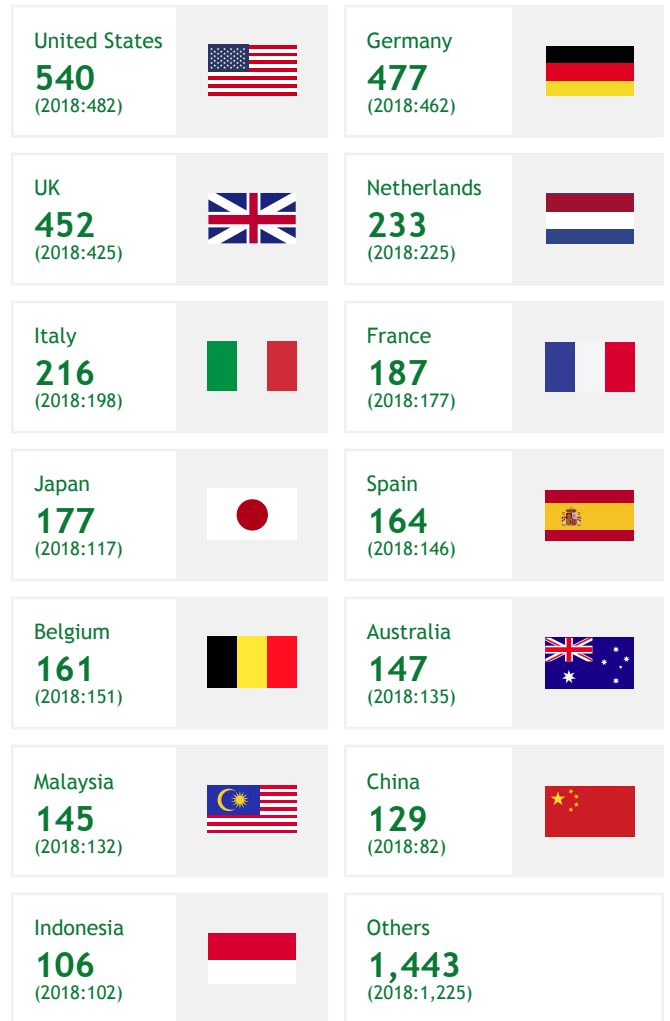 United States
540
(2018:482)
Germany
477
(2018:462)
UK
452
(2018:425)
Netherlands
233
(2018:225)
Italy
216
(2018:198)
France
187
(2018:177)
Japan
177
(2018:117)
Spain
164
(2018:146)
Belgium
161
(2018:151)
Australia
147
(2018:135)
Malaysia
145
(2018:132)
China
129
(2018:82)
Indonesia
106
(2018:102)
Others
1,443
(2018:1,225)